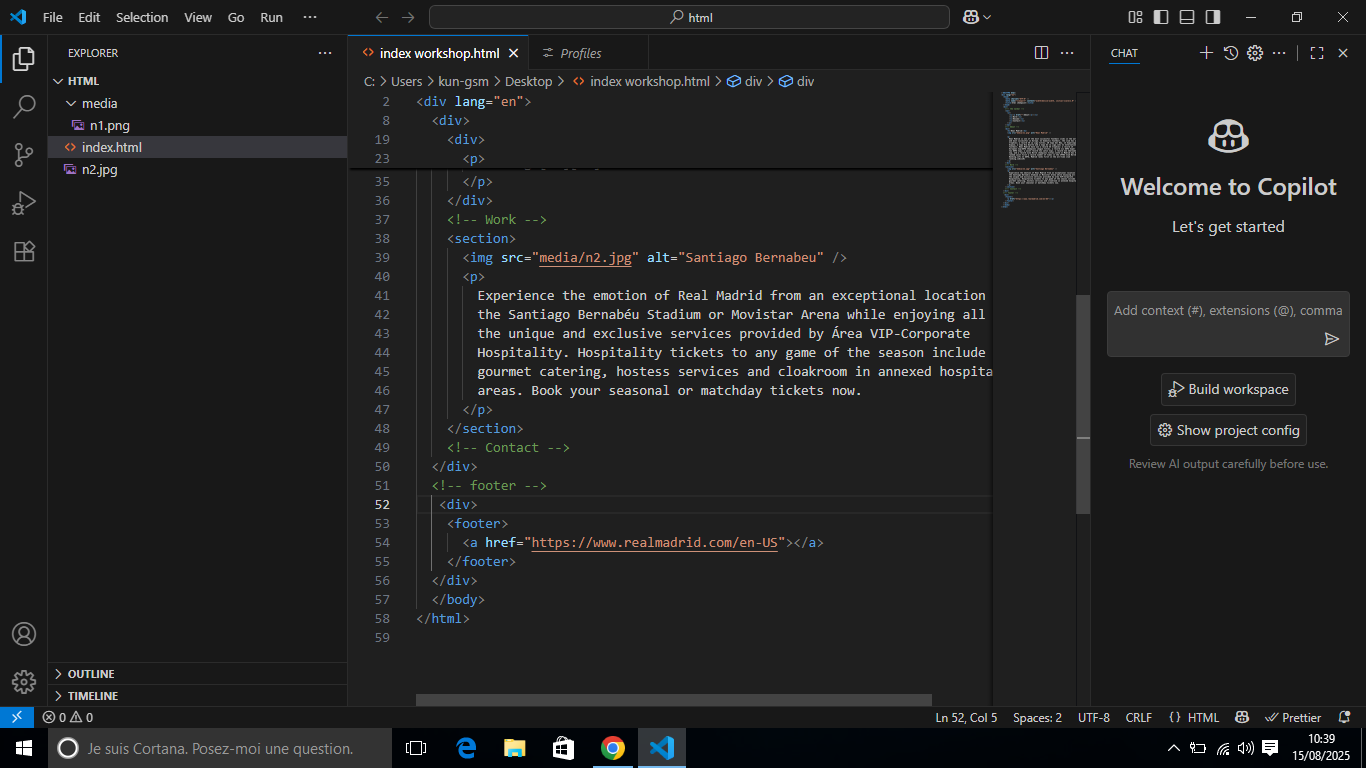 File Edit Selection View Go Run ···
html
EXPLORER ···
HTML
media
n1.png
index.html
n2.jpg
OUTLINE
TIMELINE
index workshop.html
Profiles
C: > Users > kun-gsm > Desktop > index workshop.html > div > div
2 <div lang="en">
8 <div>
19 <div>
23 <p>
35 </p>
36 </div>
37 <!-- Work -->
38 <section>
39 <img src="media/n2.jpg" alt="Santiago Bernabeu" />
40 <p>
41 Experience the emotion of Real Madrid from an exceptional location
42 the Santiago Bernabéu Stadium or Movistar Arena while enjoying all
43 the unique and exclusive services provided by Área VIP-Corporate
44 Hospitality. Hospitality tickets to any game of the season include
45 gourmet catering, hostess services and cloakroom in annexed hospita
46 areas. Book your seasonal or matchday tickets now.
47 </p>
48 </section>
49 <!-- Contact -->
50 </div>
51 <!-- footer -->
52 <div>
53 <footer>
54 <a href="https://www.realmadrid.com/en-US"></a>
55 </footer>
56 </div>
57 </body>
58 </html>
59
CHAT
Welcome to Copilot
Let's get started
Add context (#), extensions (@), comma
Build workspace
Show project config
Review AI output carefully before use.
0 0
Ln 52, Col 5 Spaces: 2 UTF-8 CRLF {} HTML Prettier
Je suis Cortana. Posez-moi une question.
10:39
15/08/2025